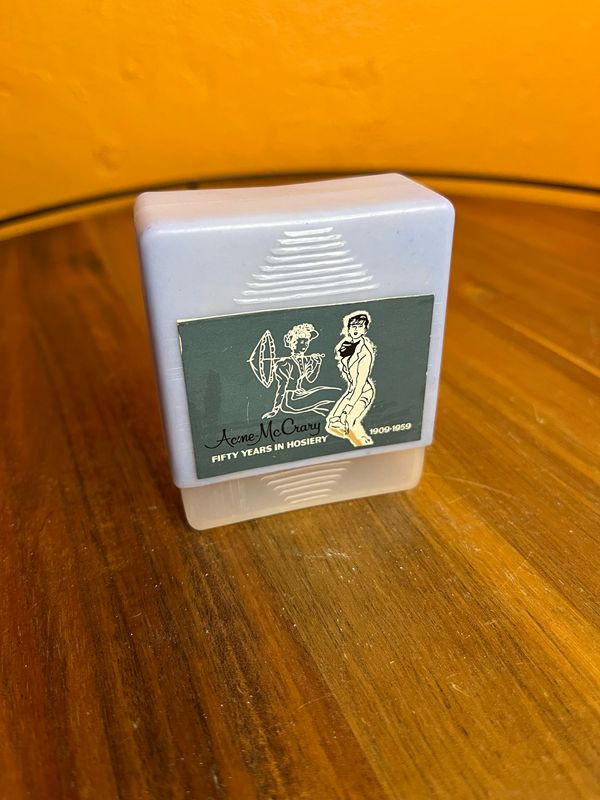 Acme-McCrary
FIFTY YEARS IN HOSIERY
1909-1959